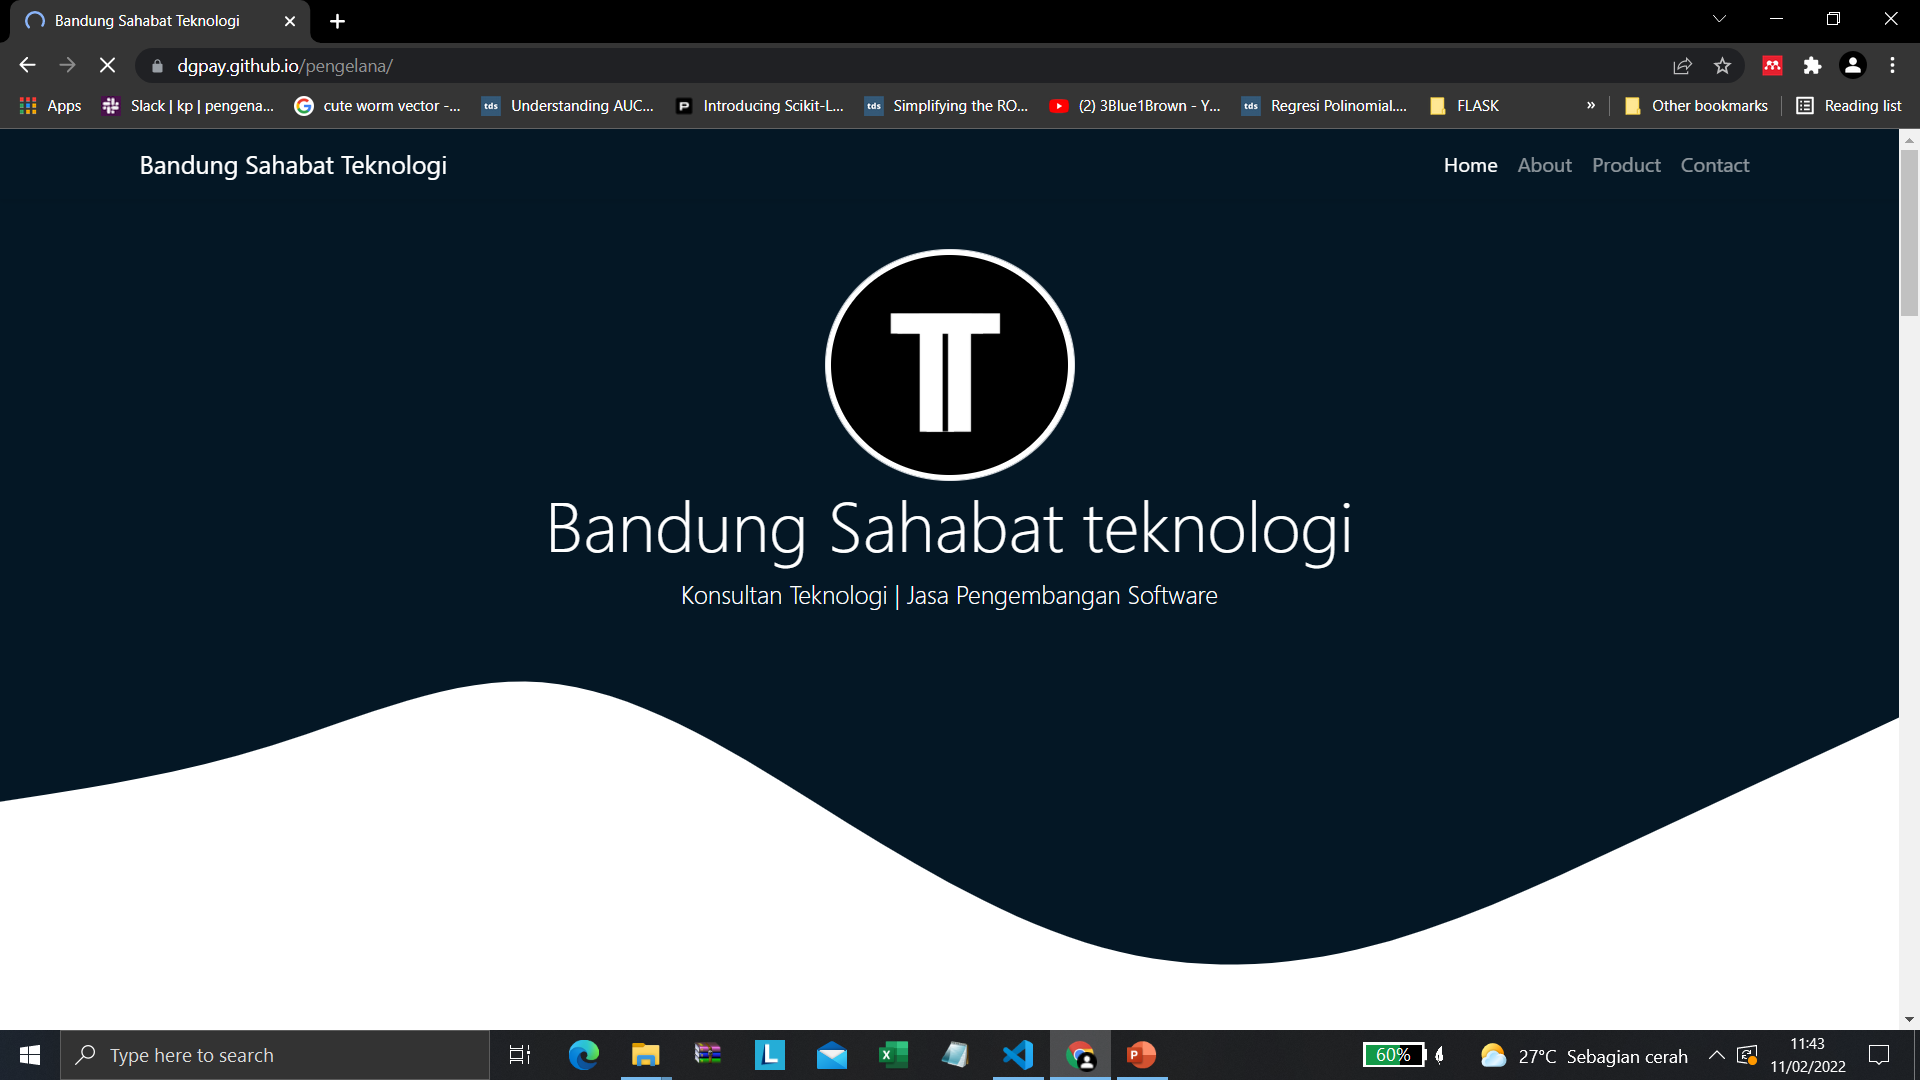 Bandung Sahabat Teknologi
dgpay.github.io/pengelana/
Apps
Slack | kp | pengena...
cute worm vector -...
tds
Understanding AUC...
P
Introducing Scikit-L...
tds
Simplifying the RO...
(2) 3Blue1Brown - Y...
tds
Regresi Polinomial....
FLASK
»
Other bookmarks
Reading list
Bandung Sahabat Teknologi
Home
About
Product
Contact
Bandung Sahabat teknologi
Konsultan Teknologi | Jasa Pengembangan Software
Type here to search
60%
27°C Sebagian cerah
11:43
11/02/2022